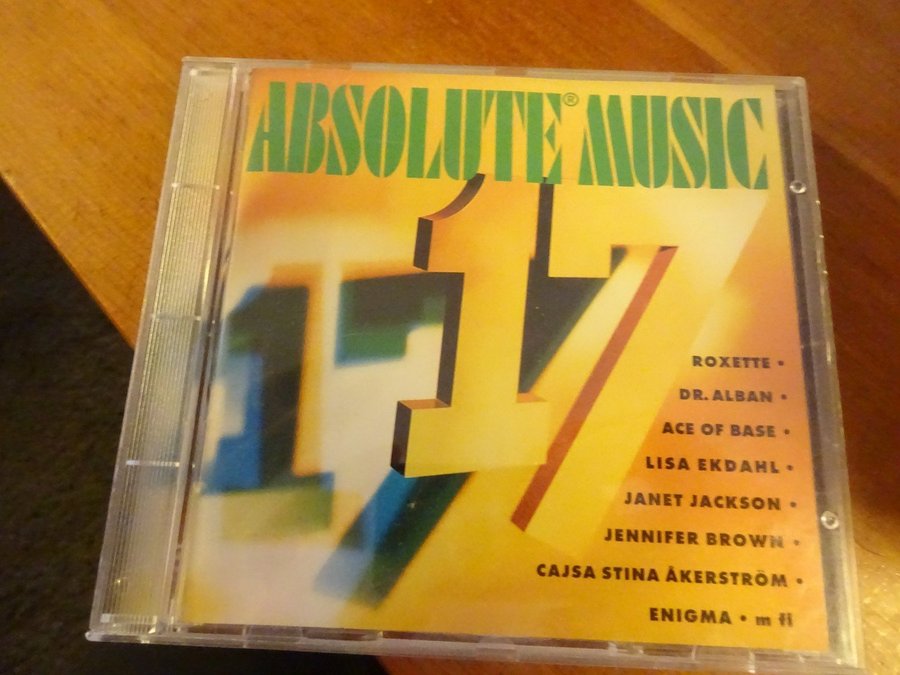 ABSOLUTE® MUSIC
17
17
ROXETTE •
DR. ALBAN •
ACE OF BASE •
LISA EKDAHL •
JANET JACKSON •
JENNIFER BROWN •
CAJSA STINA ÅKERSTRÖM •
ENIGMA • m fl